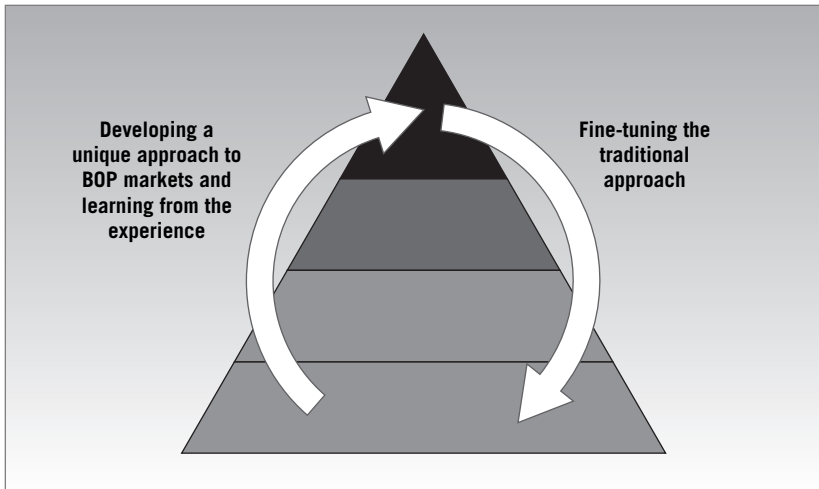 Developing a
unique approach to
BOP markets and
learning from the
experience
Fine-tuning the
traditional
approach